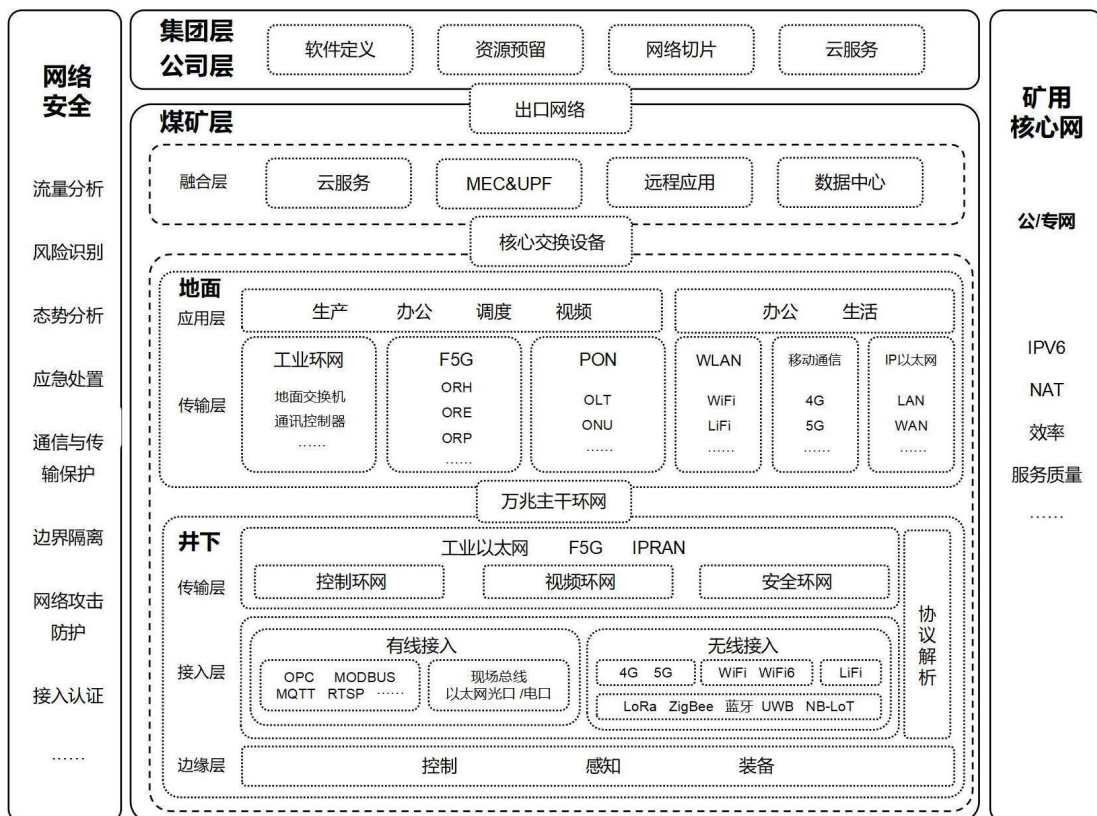 网络
安全
流量分析
风险识别
态势分析
应急处置
通信与传
输保护
边界隔离
网络攻击
防护
接入认证
……
集团层
公司层
软件定义
资源预留
网络切片
云服务
出口网络
煤矿层
融合层
云服务
MEC&UPF
远程应用
数据中心
核心交换设备
地面
应用层
生产 办公 调度 视频
办公 生活
传输层
工业环网
地面交换机
通讯控制器
……
F5G
ORH
ORE
ORP
……
PON
OLT
ONU
……
WLAN
WiFi
LiFi
……
移动通信
4G
5G
……
IP以太网
LAN
WAN
……
万兆主干环网
井下
传输层
工业以太网 F5G IPRAN
控制环网
视频环网
安全环网
接入层
有线接入
OPC MODBUS
MQTT RTSP ……
现场总线
以太网光口/电口
无线接入
4G 5G
WiFi WiFi6
LiFi
LoRa ZigBee 蓝牙 UWB NB-LoT
协议解析
边缘层
控制 感知 装备
矿用
核心网
公/专网
IPV6
NAT
效率
服务质量
……